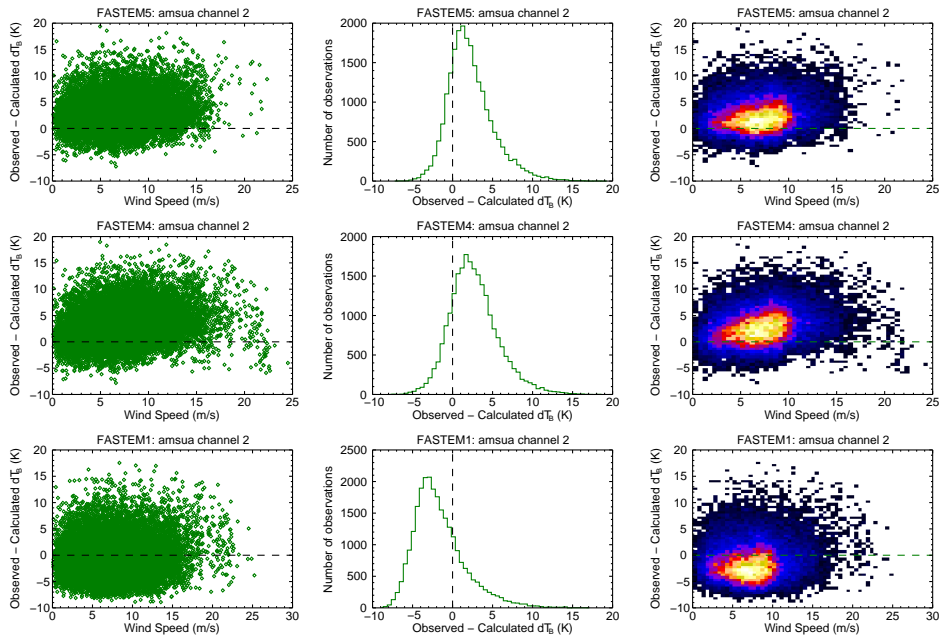 FASTEM5: amsua channel 2
Observed − Calculated dT_B (K)
20
15
10
5
0
−5
−10
0 5 10 15 20 25
Wind Speed (m/s)
FASTEM5: amsua channel 2
Number of observations
2000
1500
1000
500
0
−10 −5 0 5 10 15 20
Observed − Calculated dT_B (K)
FASTEM5: amsua channel 2
Observed − Calculated dT_B (K)
20
15
10
5
0
−5
−10
0 5 10 15 20 25
Wind Speed (m/s)
FASTEM4: amsua channel 2
Observed − Calculated dT_B (K)
20
15
10
5
0
−5
−10
0 5 10 15 20 25
Wind Speed (m/s)
FASTEM4: amsua channel 2
Number of observations
2000
1500
1000
500
0
−10 −5 0 5 10 15 20
Observed − Calculated dT_B (K)
FASTEM4: amsua channel 2
Observed − Calculated dT_B (K)
20
15
10
5
0
−5
−10
0 5 10 15 20 25
Wind Speed (m/s)
FASTEM1: amsua channel 2
Observed − Calculated dT_B (K)
20
15
10
5
0
−5
−10
0 5 10 15 20 25 30
Wind Speed (m/s)
FASTEM1: amsua channel 2
Number of observations
2500
2000
1500
1000
500
0
−10 −5 0 5 10 15 20
Observed − Calculated dT_B (K)
FASTEM1: amsua channel 2
Observed − Calculated dT_B (K)
20
15
10
5
0
−5
−10
0 5 10 15 20 25 30
Wind Speed (m/s)